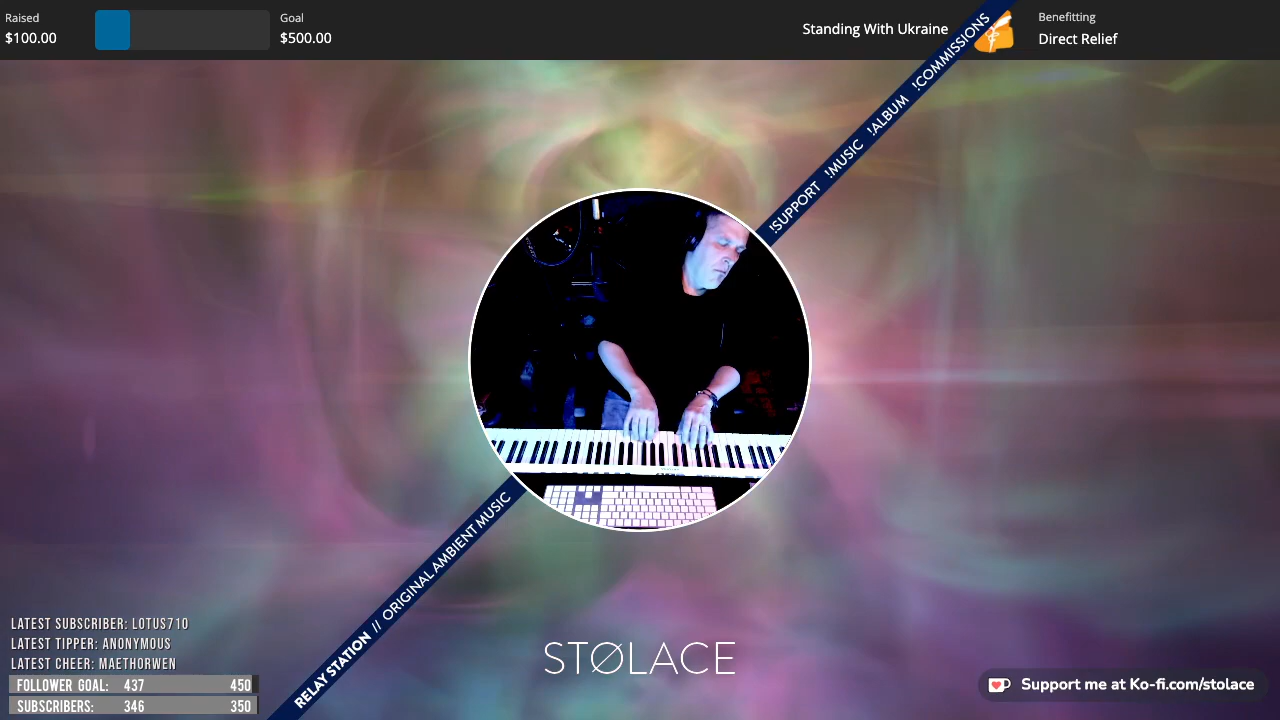 Raised
$100.00
Goal
$500.00
Standing With Ukraine
Benefitting
Direct Relief
!SUPPORT !MUSIC !ALBUM !COMMISSIONS
RELAY STATION // ORIGINAL AMBIENT MUSIC
LATEST SUBSCRIBER: LOTUS710
LATEST TIPPER: ANONYMOUS
LATEST CHEER: MAETHORWEN
FOLLOWER GOAL: 437 450
SUBSCRIBERS: 346 350
STØLACE
Support me at Ko-fi.com/stolace